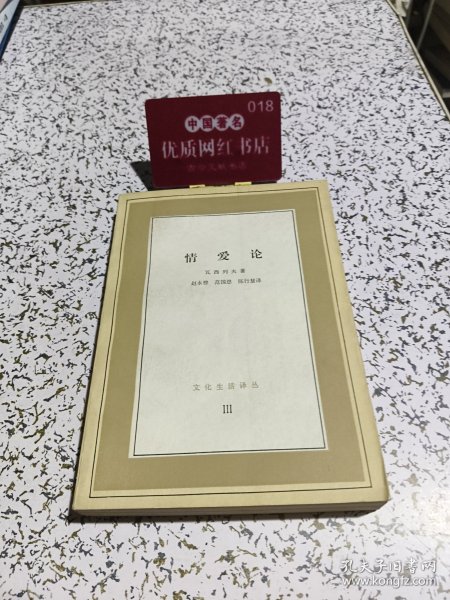 018
中国著名
优质网红书店
情爱论
瓦西列夫著
赵永穆 范国恩 陈行慧译
文化生活译丛
III
孔夫子旧书网
www.kongfz.com